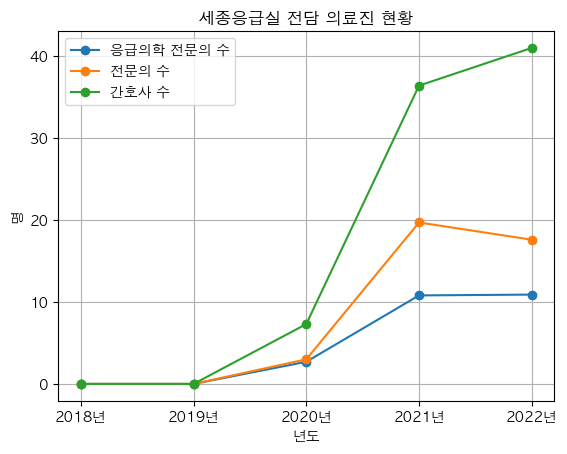 세종응급실 전담 의료진 현황
응급의학 전문의 수
전문의 수
간호사 수
명
40
30
20
10
0
2018년 2019년 2020년 2021년 2022년
년도